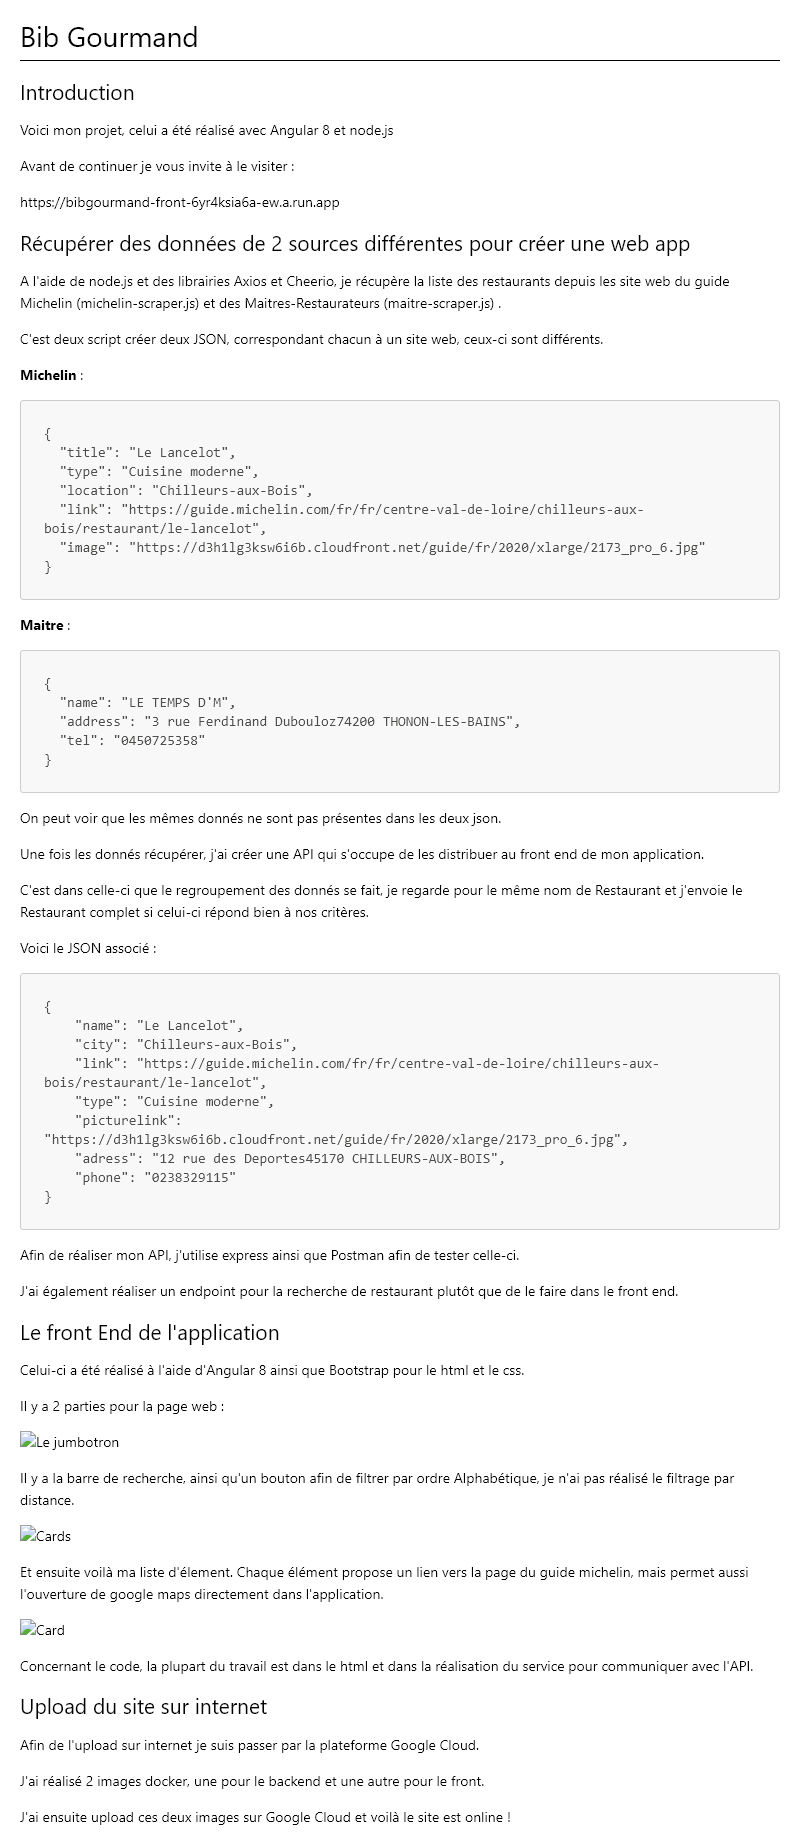 Bib Gourmand
Introduction
Voici mon projet, celui a été réalisé avec Angular 8 et node.js
Avant de continuer je vous invite à le visiter :
https://bibgourmand-front-6yr4ksia6a-ew.a.run.app
Récupérer des données de 2 sources différentes pour créer une web app
A l'aide de node.js et des librairies Axios et Cheerio, je récupère la liste des restaurants depuis les site web du guide
Michelin (michelin-scraper.js) et des Maitres-Restaurateurs (maitre-scraper.js) .
C'est deux script créer deux JSON, correspondant chacun à un site web, ceux-ci sont différents.
Michelin :
{
  "title": "Le Lancelot",
  "type": "Cuisine moderne",
  "location": "Chilleurs-aux-Bois",
  "link": "https://guide.michelin.com/fr/fr/centre-val-de-loire/chilleurs-aux-
bois/restaurant/le-lancelot",
  "image": "https://d3h1lg3ksw6i6b.cloudfront.net/guide/fr/2020/xlarge/2173_pro_6.jpg"
}
Maitre :
{
  "name": "LE TEMPS D'M",
  "address": "3 rue Ferdinand Dubouloz74200 THONON-LES-BAINS",
  "tel": "0450725358"
}
On peut voir que les mêmes donnés ne sont pas présentes dans les deux json.
Une fois les donnés récupérer, j'ai créer une API qui s'occupe de les distribuer au front end de mon application.
C'est dans celle-ci que le regroupement des donnés se fait, je regarde pour le même nom de Restaurant et j'envoie le
Restaurant complet si celui-ci répond bien à nos critères.
Voici le JSON associé :
{
    "name": "Le Lancelot",
    "city": "Chilleurs-aux-Bois",
    "link": "https://guide.michelin.com/fr/fr/centre-val-de-loire/chilleurs-aux-
bois/restaurant/le-lancelot",
    "type": "Cuisine moderne",
    "picturelink":
"https://d3h1lg3ksw6i6b.cloudfront.net/guide/fr/2020/xlarge/2173_pro_6.jpg",
    "adress": "12 rue des Deportes45170 CHILLEURS-AUX-BOIS",
    "phone": "0238329115"
}
Afin de réaliser mon API, j'utilise express ainsi que Postman afin de tester celle-ci.
J'ai également réaliser un endpoint pour la recherche de restaurant plutôt que de le faire dans le front end.
Le front End de l'application
Celui-ci a été réalisé à l'aide d'Angular 8 ainsi que Bootstrap pour le html et le css.
Il y a 2 parties pour la page web :
Le jumbotron
Il y a la barre de recherche, ainsi qu'un bouton afin de filtrer par ordre Alphabétique, je n'ai pas réalisé le filtrage par
distance.
Cards
Et ensuite voilà ma liste d'élement. Chaque élément propose un lien vers la page du guide michelin, mais permet aussi
l'ouverture de google maps directement dans l'application.
Card
Concernant le code, la plupart du travail est dans le html et dans la réalisation du service pour communiquer avec l'API.
Upload du site sur internet
Afin de l'upload sur internet je suis passer par la plateforme Google Cloud.
J'ai réalisé 2 images docker, une pour le backend et une autre pour le front.
J'ai ensuite upload ces deux images sur Google Cloud et voilà le site est online !